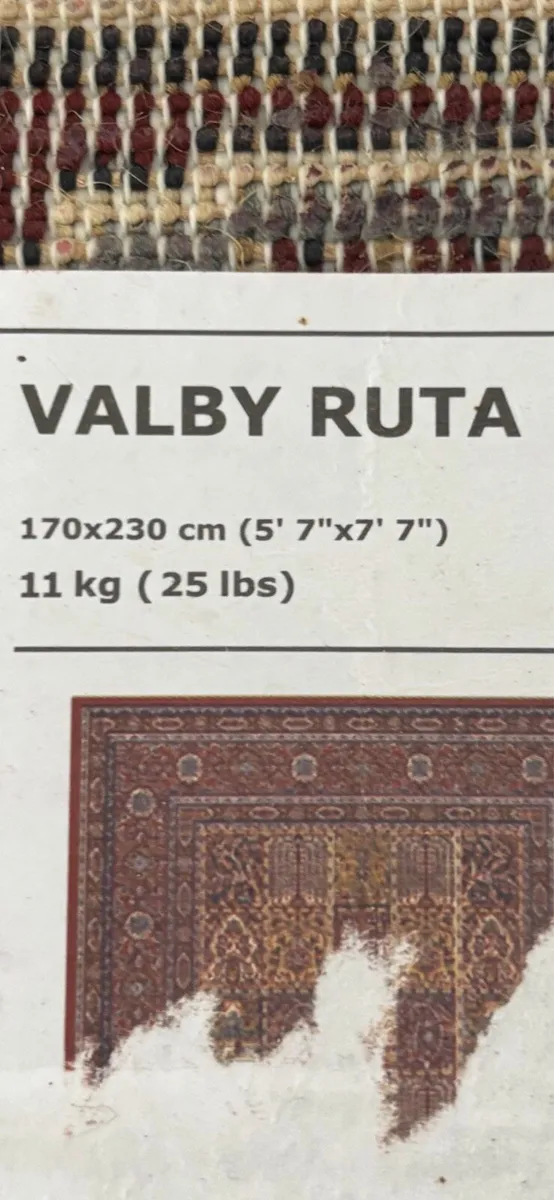 VALBY RUTA
170x230 cm (5' 7"x7' 7")
11 kg (25 lbs)